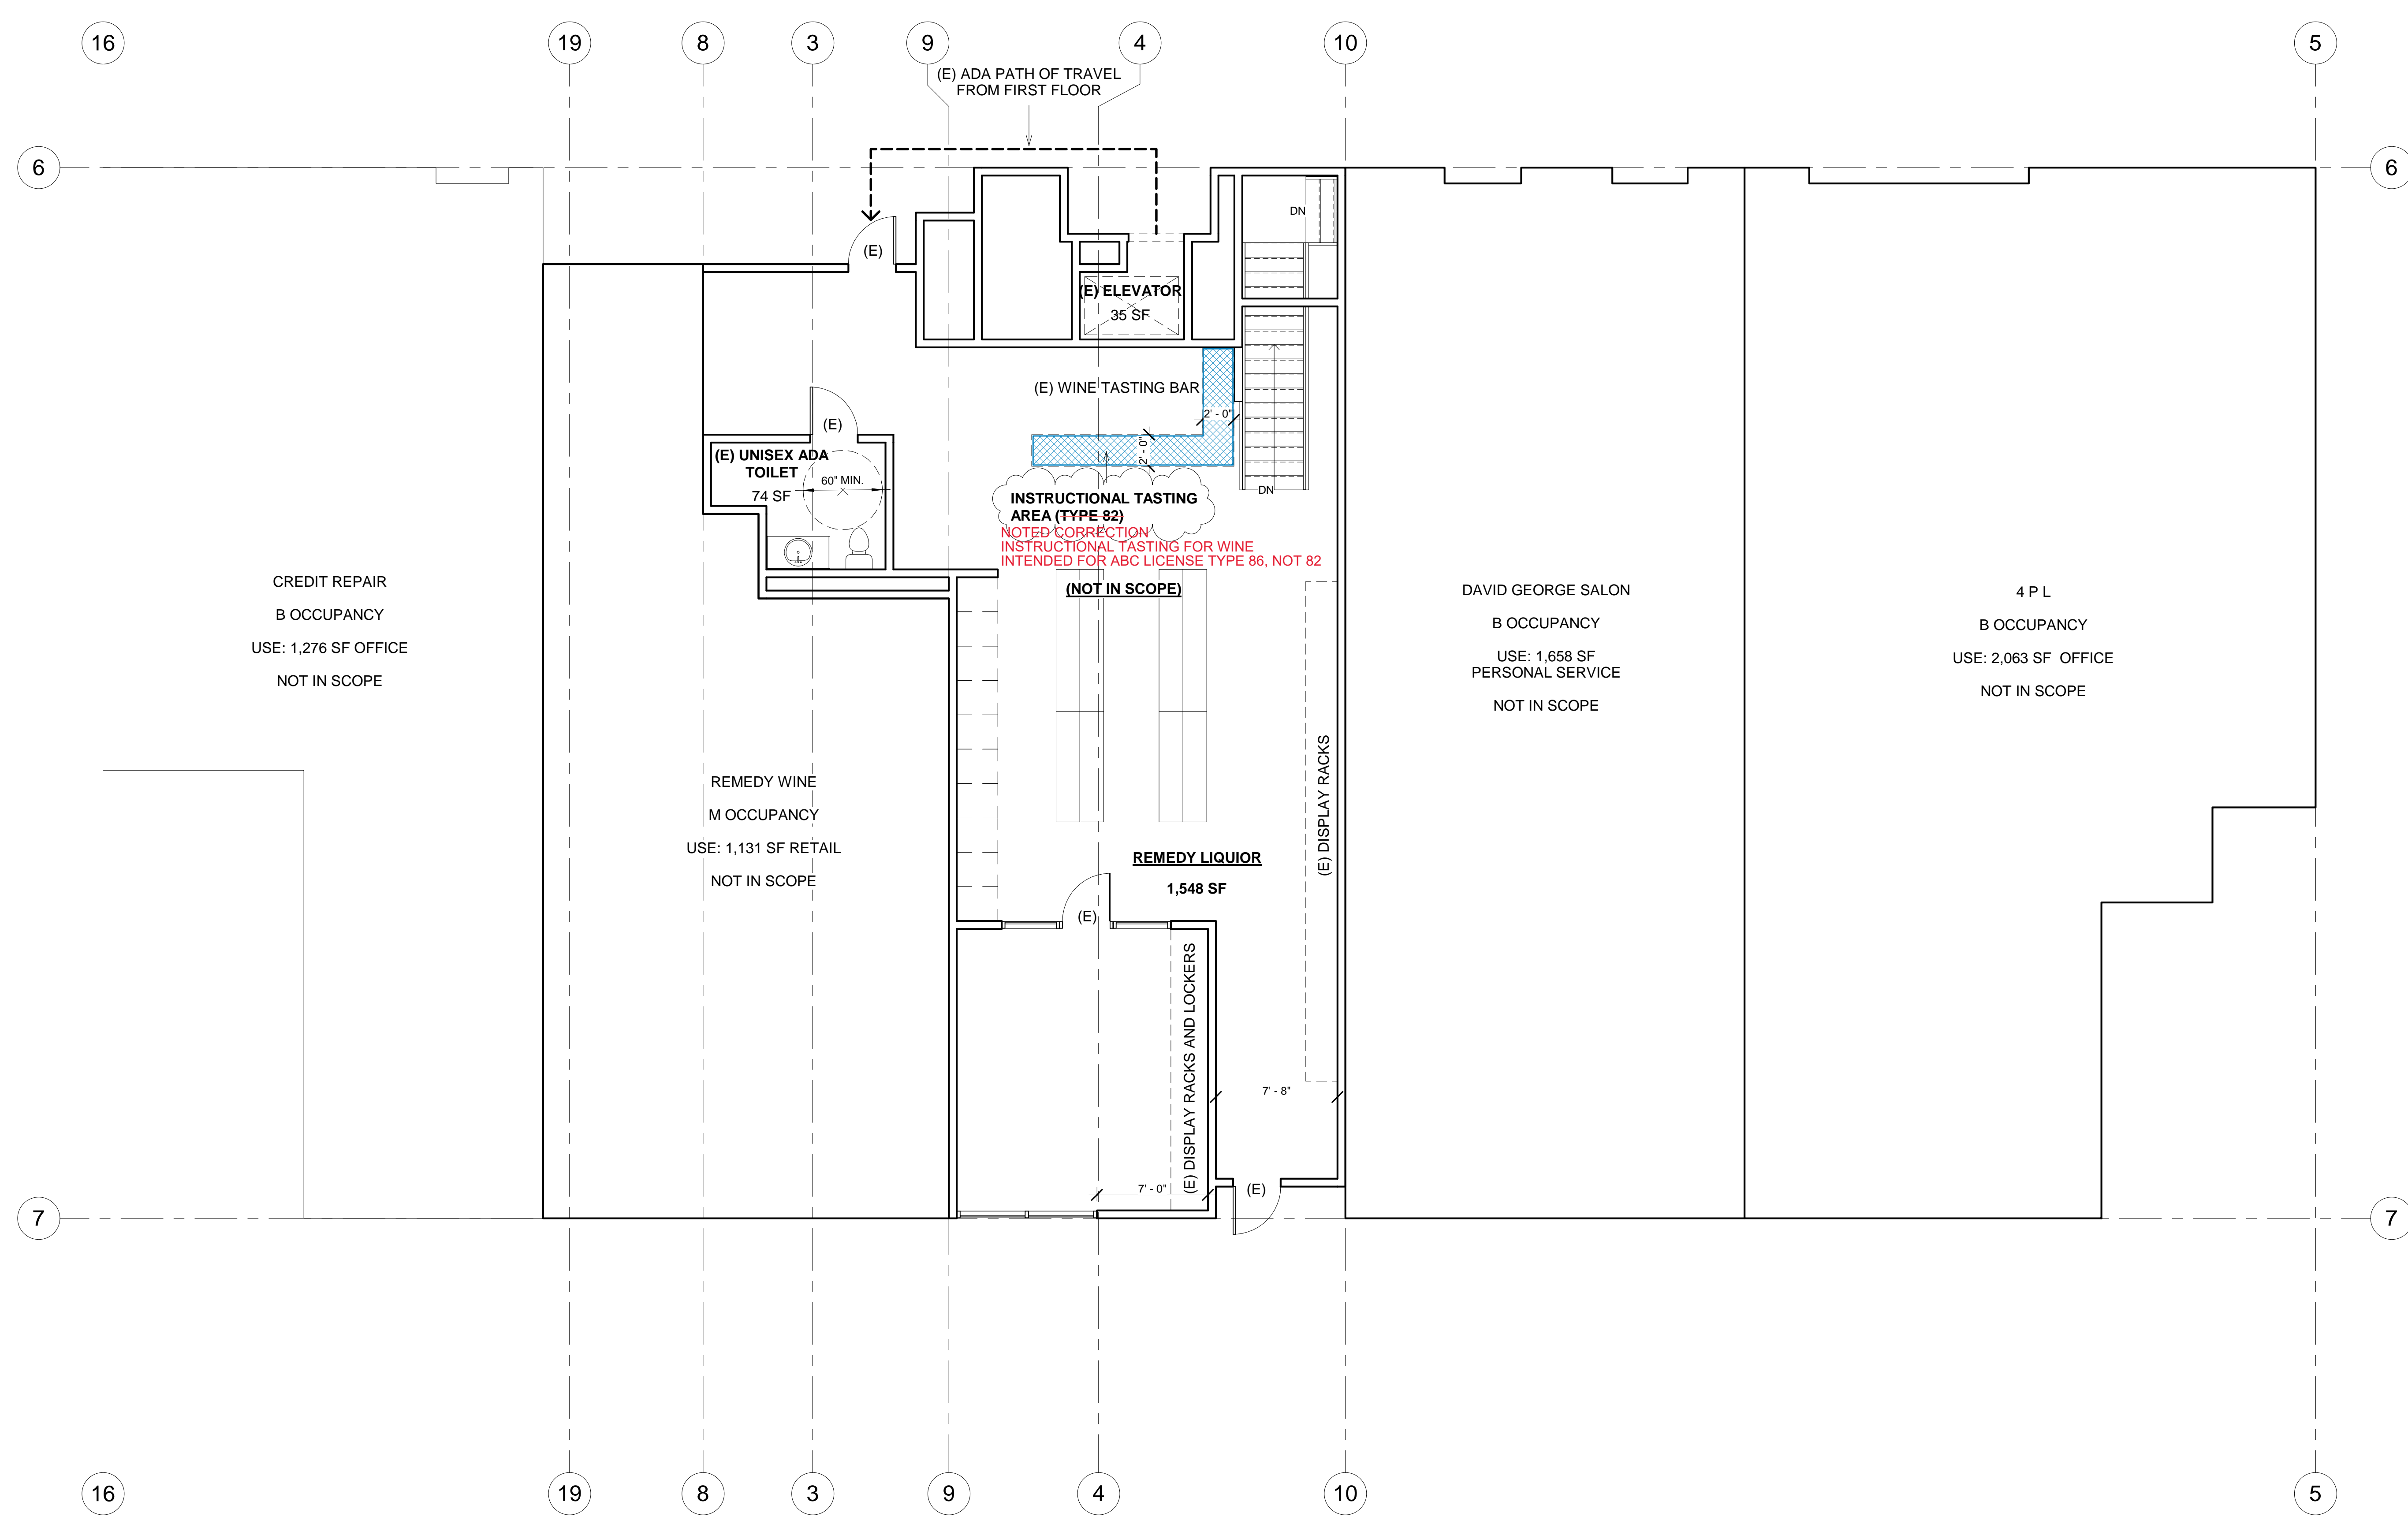 16
19
8
3
9
4
10
5
(E) ADA PATH OF TRAVEL
FROM FIRST FLOOR
6
6
DN
(E)
(E) ELEVATOR
35 SF
(E) WINE TASTING BAR
2' - 0"
2' - 0"
(E)
(E) UNISEX ADA
TOILET
74 SF
60" MIN.
DN
INSTRUCTIONAL TASTING
AREA (TYPE 82)
NOTED CORRECTION
INSTRUCTIONAL TASTING FOR WINE
INTENDED FOR ABC LICENSE TYPE 86, NOT 82
(NOT IN SCOPE)
CREDIT REPAIR
B OCCUPANCY
USE: 1,276 SF OFFICE
NOT IN SCOPE
REMEDY WINE
M OCCUPANCY
USE: 1,131 SF RETAIL
NOT IN SCOPE
REMEDY LIQUIOR
1,548 SF
(E) DISPLAY RACKS
(E)
(E) DISPLAY RACKS AND LOCKERS
7' - 8"
7' - 0"
(E)
DAVID GEORGE SALON
B OCCUPANCY
USE: 1,658 SF
PERSONAL SERVICE
NOT IN SCOPE
4 P L
B OCCUPANCY
USE: 2,063 SF OFFICE
NOT IN SCOPE
7
7
16
19
8
3
9
4
10
5